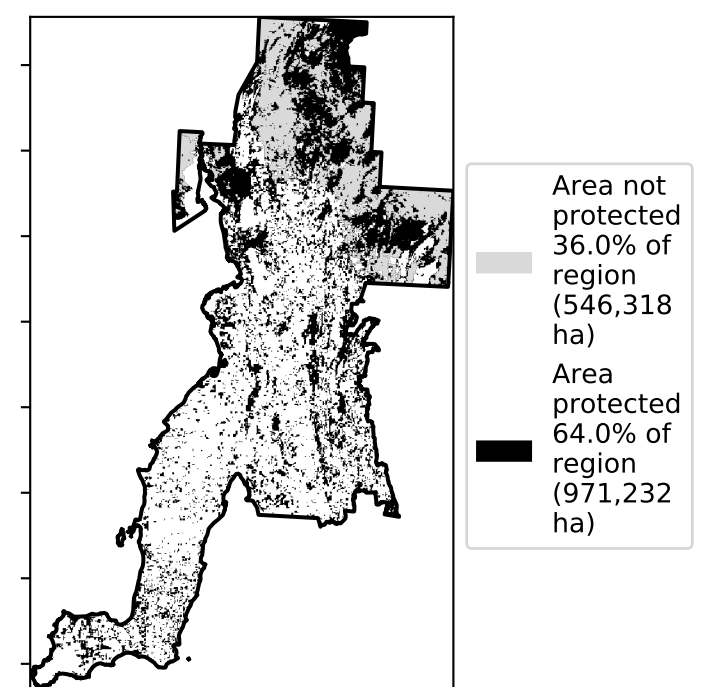 Area not
protected
36.0% of
region
(546,318
ha)
Area
protected
64.0% of
region
(971,232
ha)